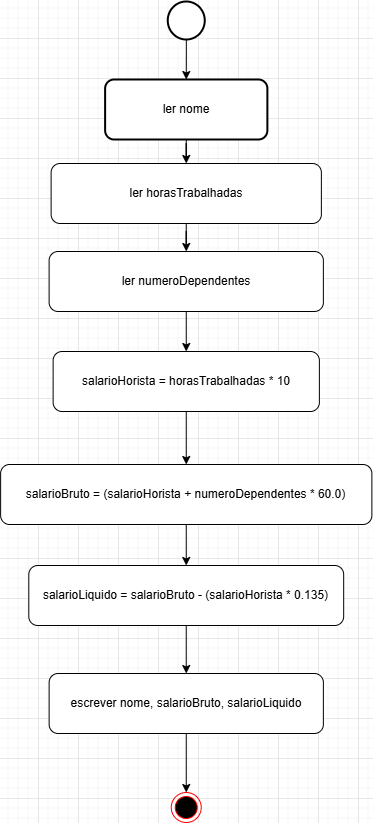 ler nome
ler horasTrabalhadas
ler numeroDependentes
salarioHorista = horasTrabalhadas * 10
salarioBruto = (salarioHorista + numeroDependentes * 60.0)
salarioLiquido = salarioBruto - (salarioHorista * 0.135)
escrever nome, salarioBruto, salarioLiquido